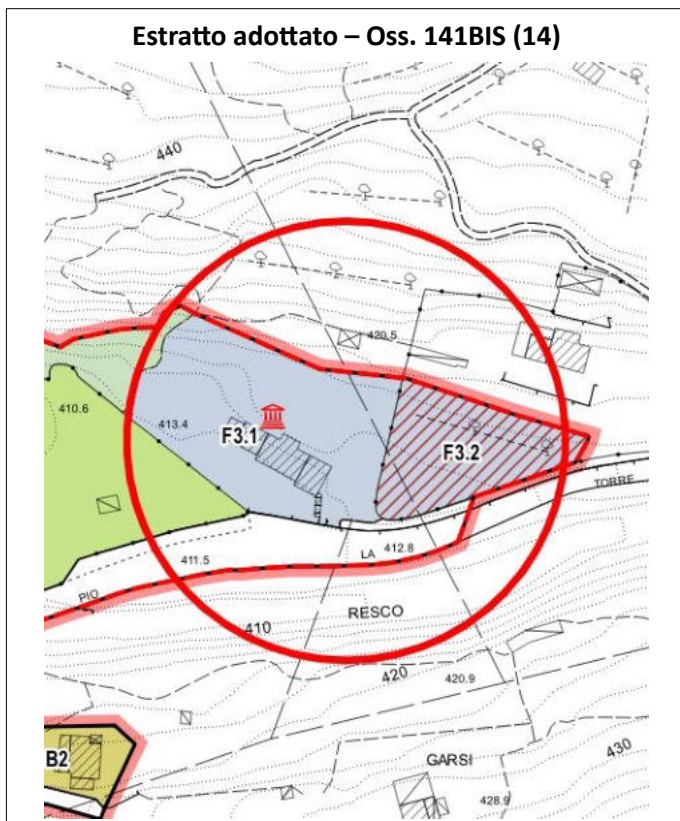 Estratto adottato – Oss. 141BIS (14)
440
420.5
410.6
413.4
F3.1
F3.2
TORRE
411.5
LA
412.8
PIO
RESCO
410
420
420.9
B2
GARSI
430
428.9